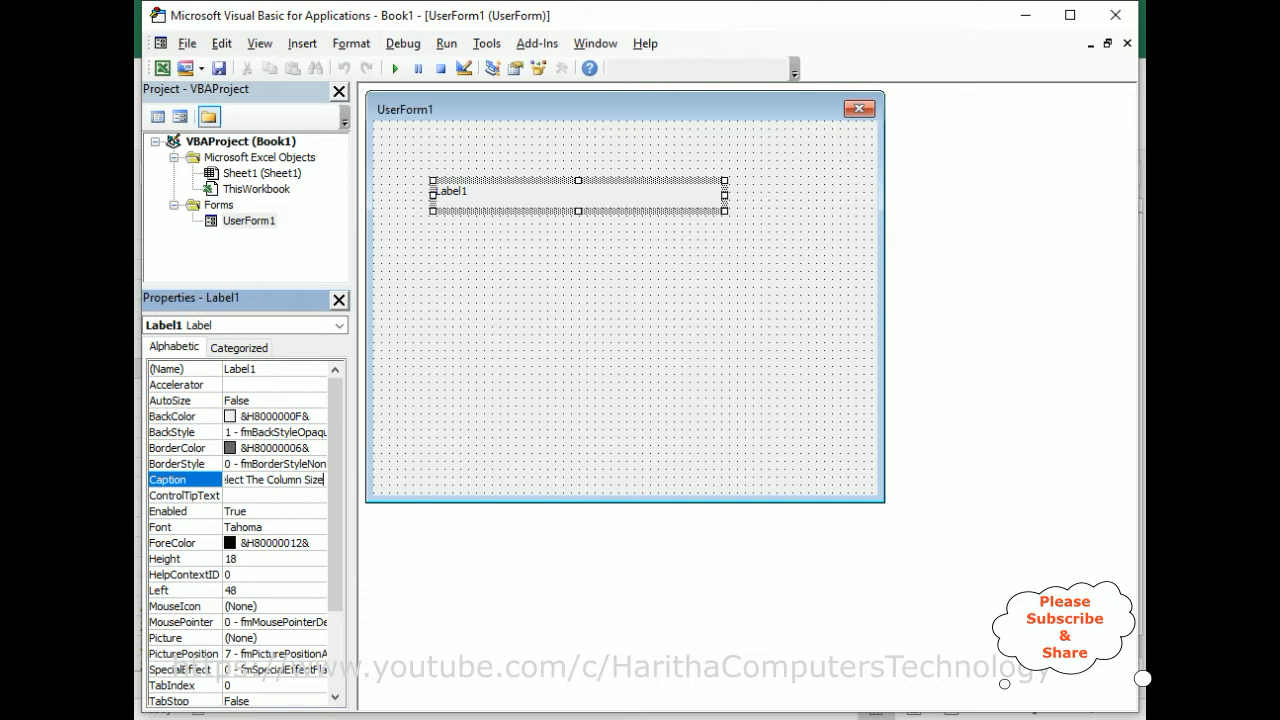 Microsoft Visual Basic for Applications - Book1 - [UserForm1 (UserForm)]
File Edit View Insert Format Debug Run Tools Add-Ins Window Help
Project - VBAProject
VBAProject (Book1)
Microsoft Excel Objects
Sheet1 (Sheet1)
ThisWorkbook
Forms
UserForm1
UserForm1
Label1
Properties - Label1
Label1 Label
Alphabetic Categorized
(Name) Label1
Accelerator
AutoSize False
BackColor &H8000000F&
BackStyle 1 - fmBackStyleOpaqu
BorderColor &H80000006&
BorderStyle 0 - fmBorderStyleNon
Caption lect The Column Size
ControlTipText
Enabled True
Font Tahoma
ForeColor &H80000012&
Height 18
HelpContextID 0
Left 48
MouseIcon (None)
MousePointer 0 - fmMousePointerDe
Picture (None)
PicturePosition 7 - fmPicturePositionA
SpecialEffect 0 - fmSpecialEffectFla
TabIndex 0
TabStop False
Please
Subscribe
&
Share
https://www.youtube.com/c/HarithaComputersTechnology